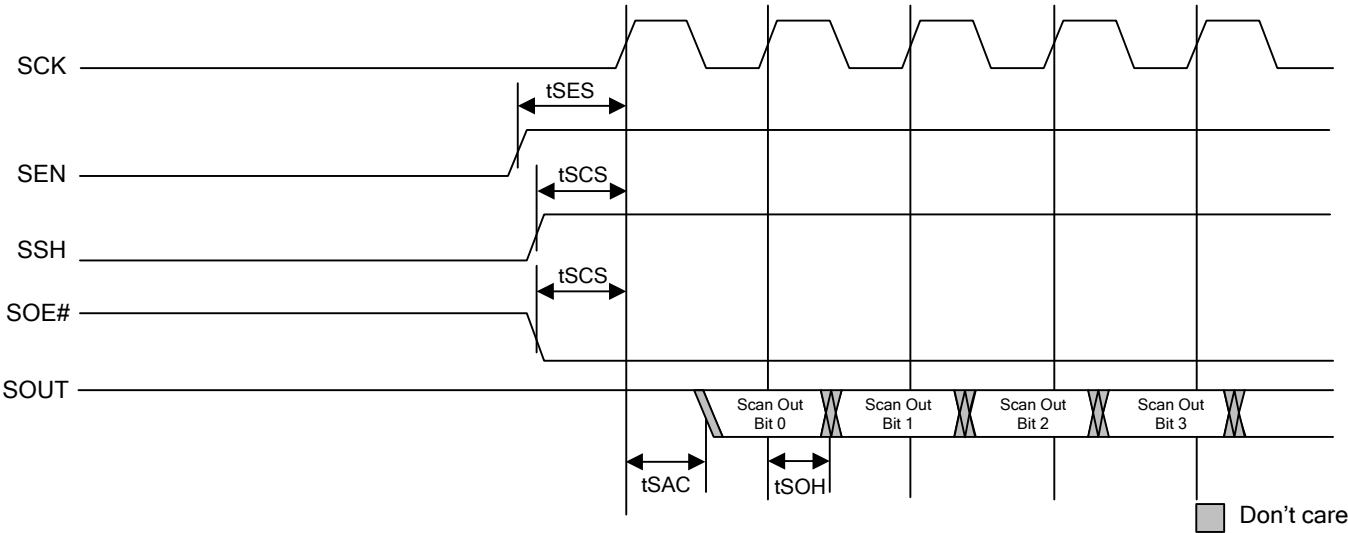 SCK
tSES
SEN
tSCS
SSH
tSCS
SOE#
SOUT
Scan Out
Bit 0
Scan Out
Bit 1
Scan Out
Bit 2
Scan Out
Bit 3
tSAC
tSOH
Don't care